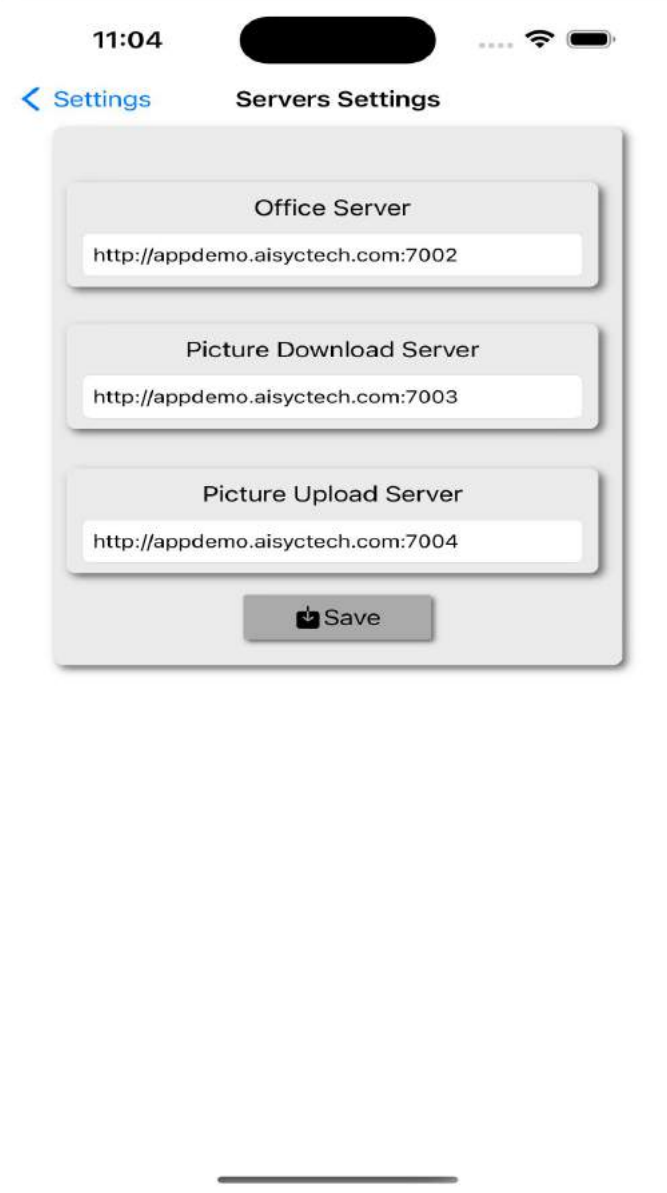 11:04
Settings Servers Settings
Office Server
http://appdemo.aisyctech.com:7002
Picture Download Server
http://appdemo.aisyctech.com:7003
Picture Upload Server
http://appdemo.aisyctech.com:7004
Save